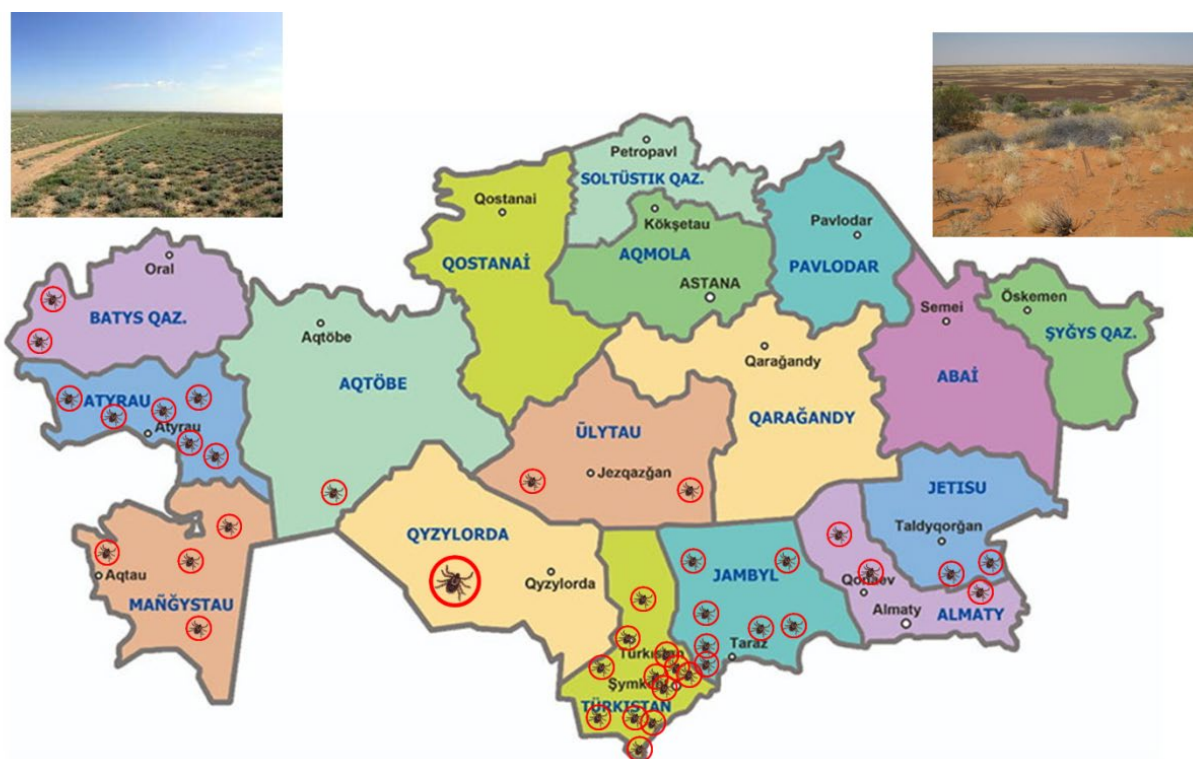 Petropavl
SOLTÜSTIK QAZ.
Qostanai
Kökşetau
Pavlodar
QOSTANAİ
AQMOLA
PAVLODAR
ASTANA
Oral
BATYS QAZ.
Semei
Öskemen
ŞYĞYS QAZ.
Aqtöbe
Qarağandy
ABAİ
AQTÖBE
ATYRAU
Atyrau
ŪLYTAU
QARAĞANDY
Jezqazğan
JETISU
QYZYLORDA
Taldyqorğan
Qyzylorda
JAMBYL
Aqtau
Qonaev
MAÑĞYSTAU
Almaty
ALMATY
Türkıstan
Taraz
Şymkent
TÜRKISTAN